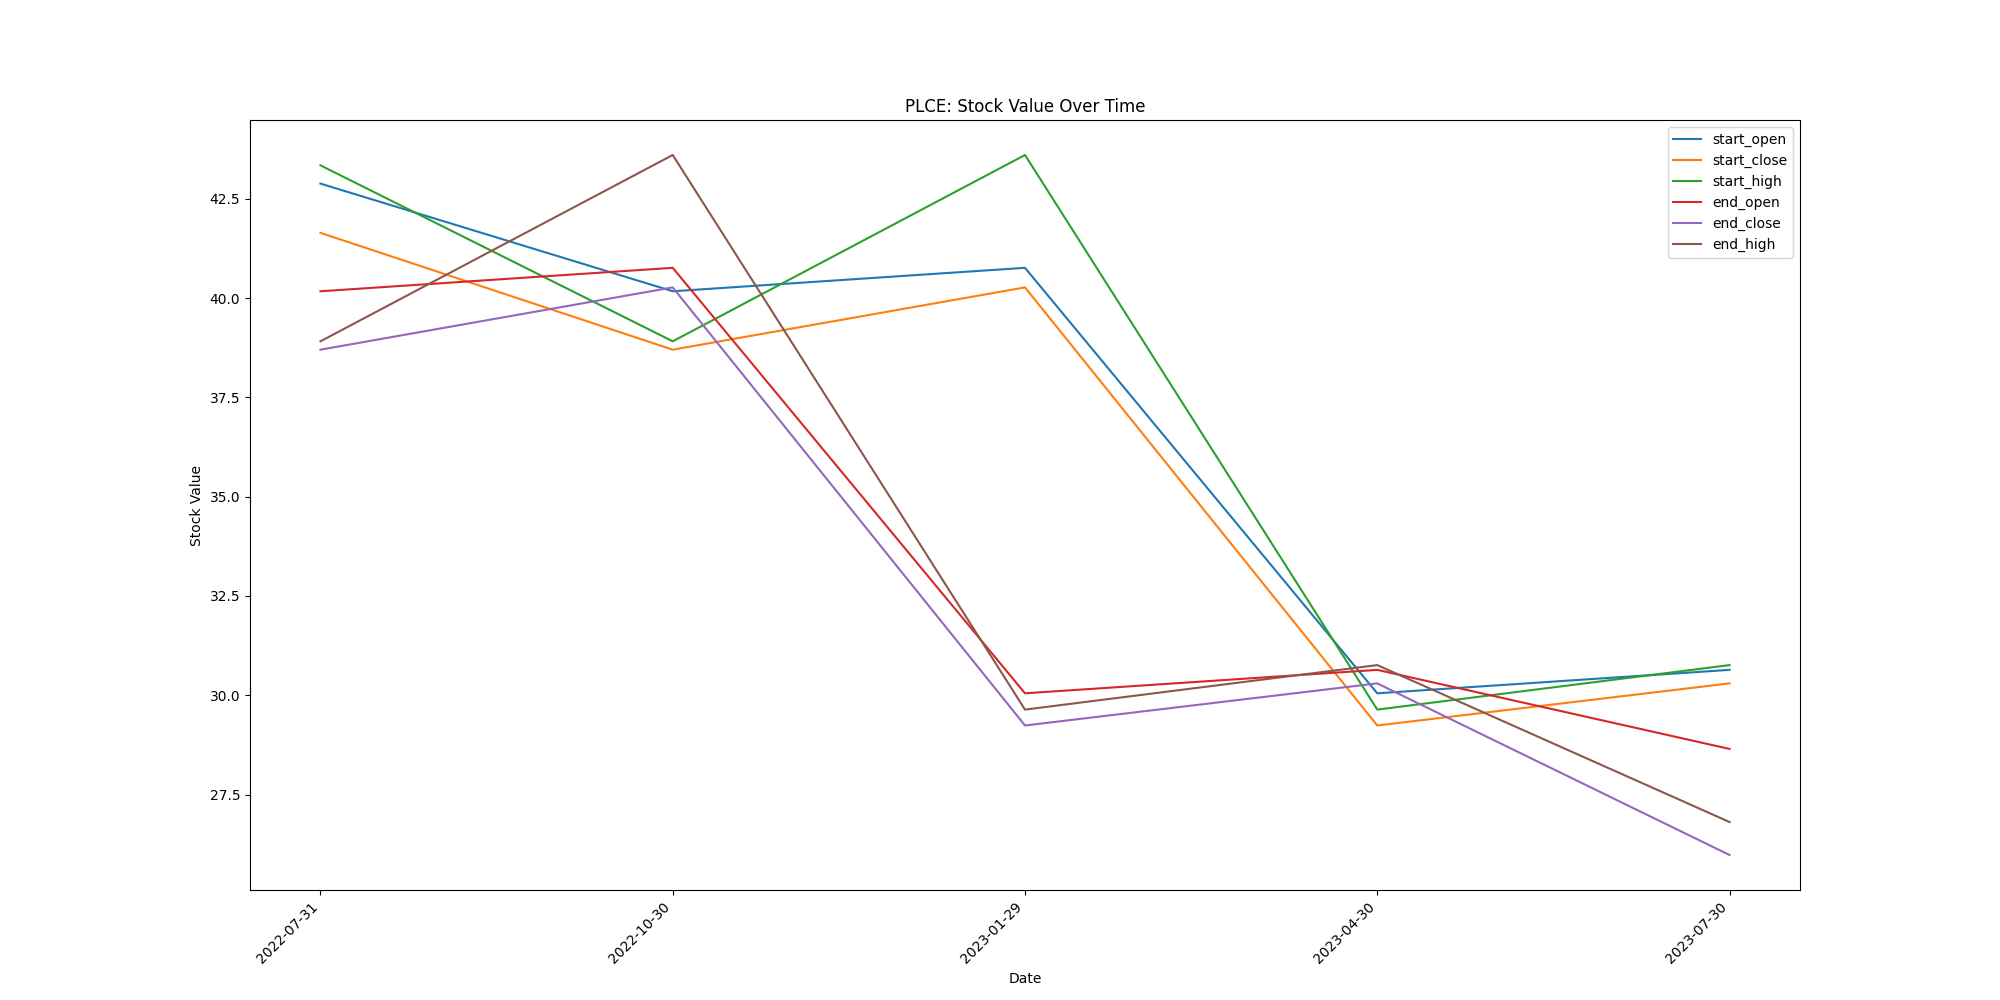 PLCE: Stock Value Over Time
start_open
start_close
start_high
end_open
end_close
end_high
Stock Value
42.5
40.0
37.5
35.0
32.5
30.0
27.5
2022-07-31
2022-10-30
2023-01-29
2023-04-30
2023-07-30
Date